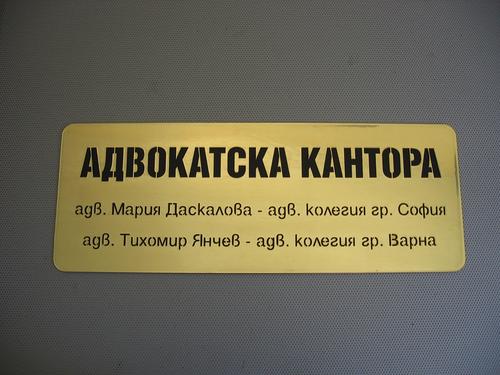 АДВОКАТСКА КАНТОРА
адв. Мария Даскалова - адв. колегия гр. София
адв. Тихомир Янчев - адв. колегия гр. Варна